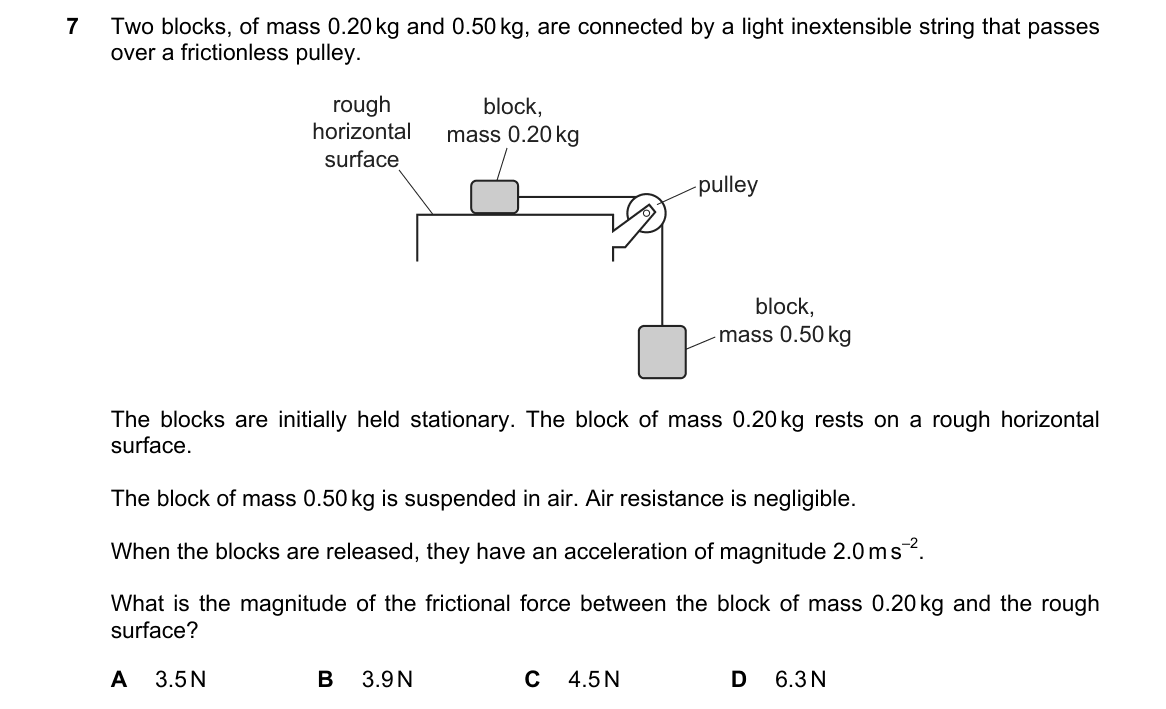 7 Two blocks, of mass 0.20 kg and 0.50 kg, are connected by a light inextensible string that passes
over a frictionless pulley.
rough
horizontal
surface
block,
mass 0.20 kg
pulley
block,
mass 0.50 kg
The blocks are initially held stationary. The block of mass 0.20 kg rests on a rough horizontal
surface.
The block of mass 0.50 kg is suspended in air. Air resistance is negligible.
When the blocks are released, they have an acceleration of magnitude 2.0 m s⁻².
What is the magnitude of the frictional force between the block of mass 0.20 kg and the rough
surface?
A 3.5 N B 3.9 N C 4.5 N D 6.3 N